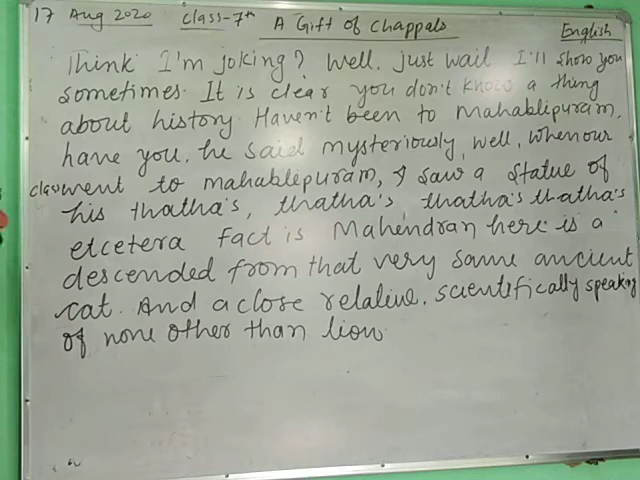 17 Aug 2020 Class-7th A Gift of Chappals English
Think I'm joking? Well. just wait I'll show you
sometimes. It is clear you don't know a thing
about history. Haven't been to Mahablipuram,
have you, he said mysteriously, well, when our
class went to mahablepuram, I saw a statue of
his thatha's, thatha's thatha's thatha's
etcetera Fact is Mahendran here is a
descended from that very same ancient
cat. And a close relative. scientifically speaking
of none other than lion